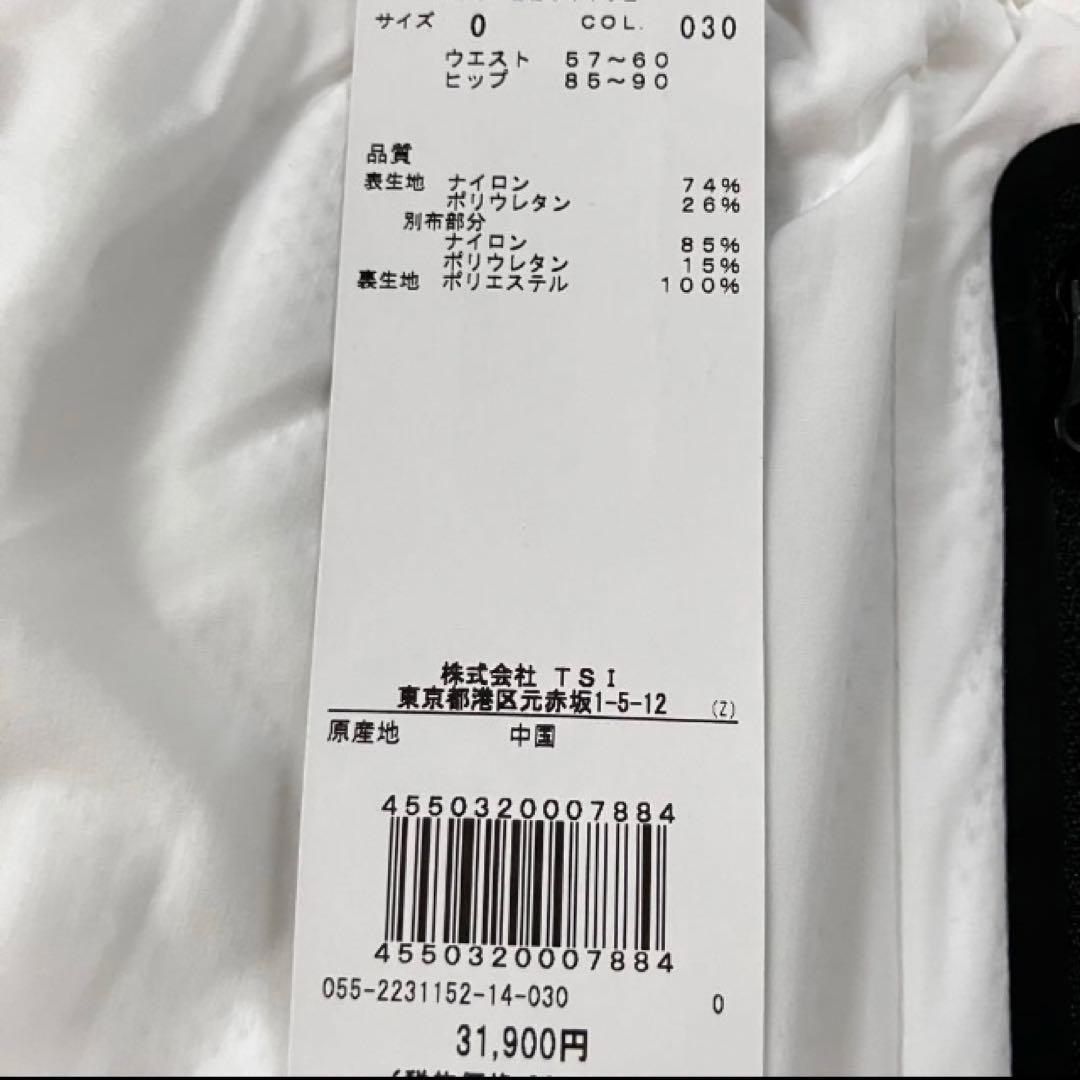 サイズ 0 COL. 030
ウエスト 57～60
ヒップ 85～90
品質
表生地 ナイロン 74%
ポリウレタン 26%
別布部分
ナイロン 85%
ポリウレタン 15%
裏生地 ポリエステル 100%
株式会社 TSI
東京都港区元赤坂1-5-12 (Z)
原産地 中国
4550320007884
4550320007884
055-2231152-14-030 0
31,900円